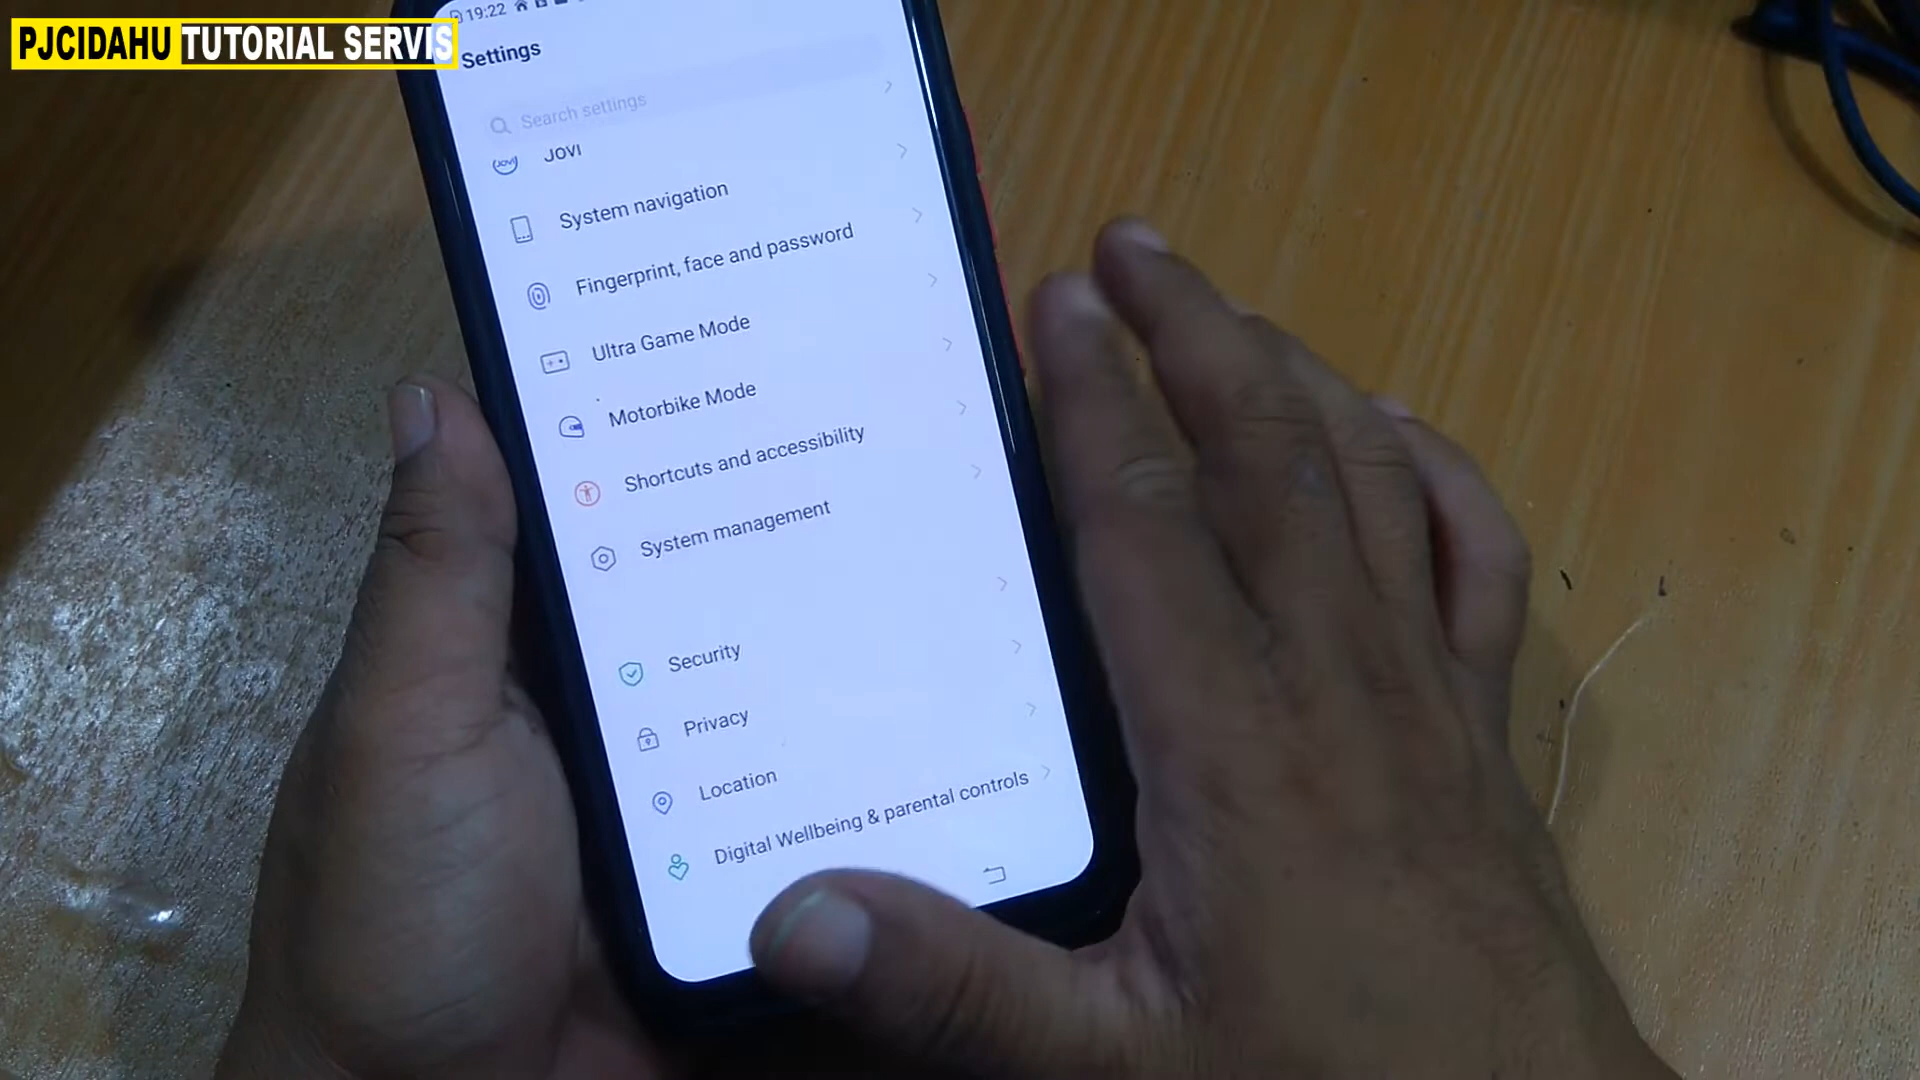 PJCIDAHU TUTORIAL SERVIS
19:22
Settings
Search settings
JOVI
Jovi
System navigation
Fingerprint, face and password
Ultra Game Mode
Motorbike Mode
Shortcuts and accessibility
System management
Security
Privacy
Location
Digital Wellbeing & parental controls